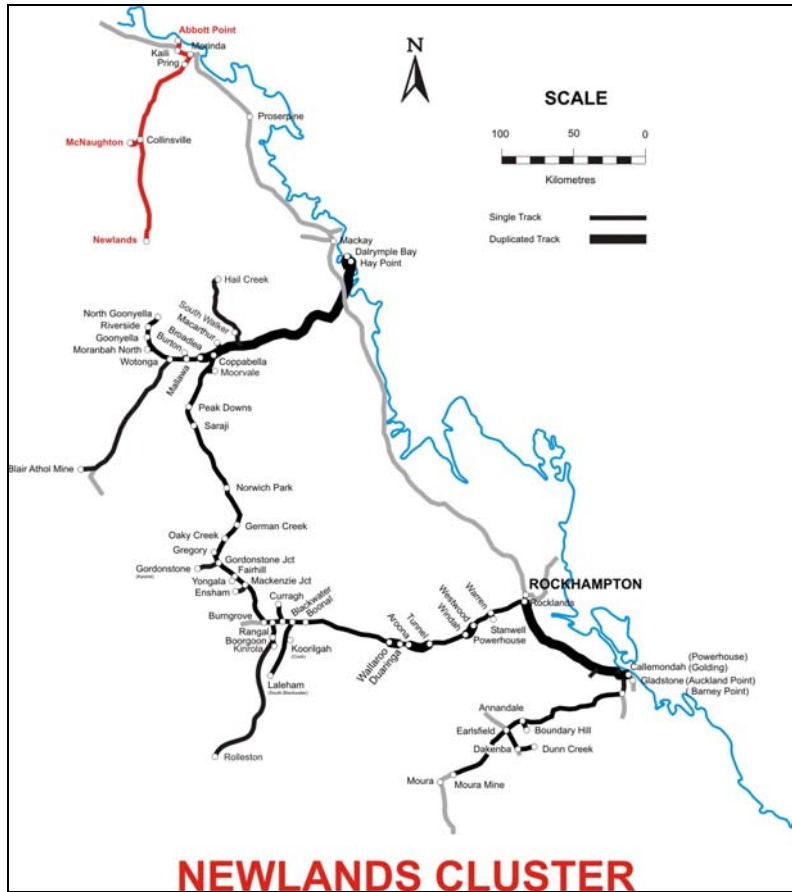 Abbott Point
Kaili
Merinda
Pring
N
SCALE
100 50 0
Kilometres
Single Track
Duplicated Track
Proserpine
McNaughton
Collinsville
Newlands
Mackay
Dalrymple Bay
Hay Point
Hail Creek
North Goonyella
Riverside
Goonyella
Moranbah North
Wotonga
South Walker
Macarthur
Broadlea
Burton
Mallawa
Coppabella
Moorvale
Peak Downs
Saraji
Blair Athol Mine
Norwich Park
German Creek
Oaky Creek
Gregory
Gordonstone Jct
Gordonstone
(Kestrel)
Fairhill
Yongala
Mackenzie Jct
Ensham
Curragh
Blackwater
Boonal
Burngrove
Rangal
Boorgoon
Kinrola
Koorilgah
(Cook)
Laleham
(South Blackwater)
Rolleston
Wallaroo
Duaringa
Aroona
Tunnel
Windah
Westwood
Warren
Stanwell
Powerhouse
ROCKHAMPTON
Rocklands
Callemondah
(Powerhouse)
(Golding)
Gladstone
(Auckland Point)
( Barney Point)
Annandale
Earlsfield
Boundary Hill
Dakenba
Dunn Creek
Moura
Moura Mine
NEWLANDS CLUSTER